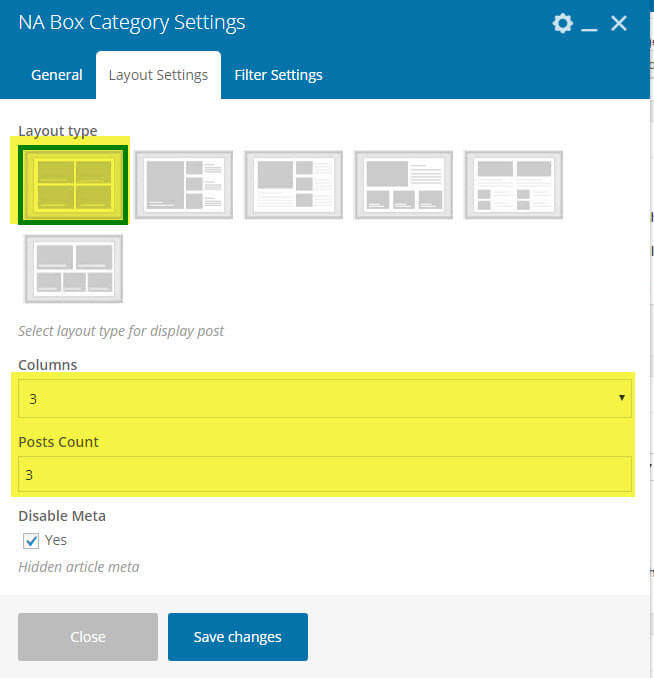 NA Box Category Settings
General Layout Settings Filter Settings
Layout type
Select layout type for display post
Columns
3
Posts Count
3
Disable Meta
Yes
Hidden article meta
Close Save changes